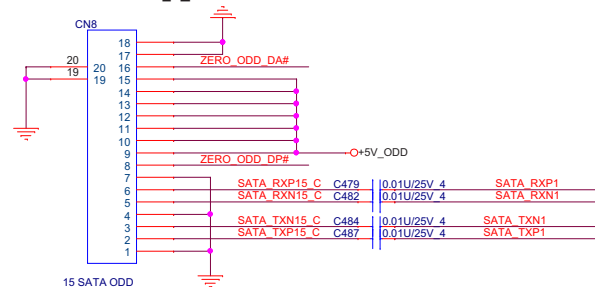 CN8
18
17
20 20 16 ZERO_ODD_DA#
19 19 15
14
13
12
11
10
9 +5V_ODD
8 ZERO_ODD_DP#
7
6 SATA_RXP15_C C479 0.01U/25V_4 SATA_RXP1
5 SATA_RXN15_C C482 0.01U/25V_4 SATA_RXN1
4
3 SATA_TXN15_C C484 0.01U/25V_4 SATA_TXN1
2 SATA_TXP15_C C487 0.01U/25V_4 SATA_TXP1
1
15 SATA ODD